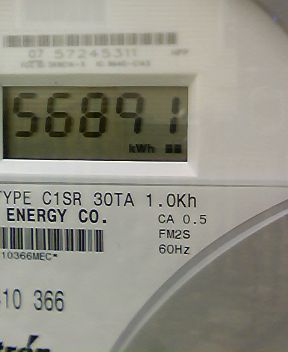 07 57245311
56891
kWh
TYPE C1SR 30TA 1.0Kh
ENERGY CO.
CA 0.5
FM2S
60Hz
10366MEC*
10 366